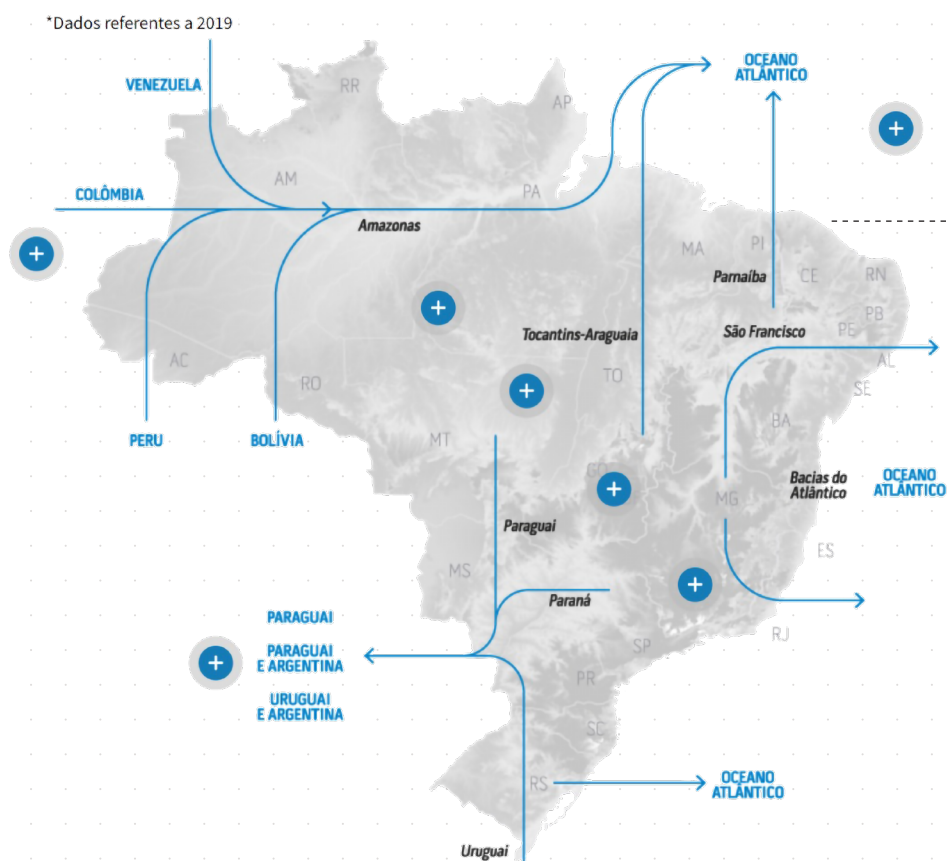 *Dados referentes a 2019
VENEZUELA
RR
OCEANO
ATLÂNTICO
AP
AM
COLÔMBIA
PA
Amazonas
MA
PI
CE
RN
Parnaíba
PB
PE
Tocantins-Araguaia
São Francisco
AC
RO
TO
AL
SE
PERU
BOLÍVIA
MT
BA
GO
Bacias do
Atlântico
OCEANO
ATLÂNTICO
MG
Paraguai
ES
MS
Paraná
PARAGUAI
RJ
SP
PARAGUAI
E ARGENTINA
PR
URUGUAI
E ARGENTINA
SC
RS
OCEANO
ATLÂNTICO
Uruguai